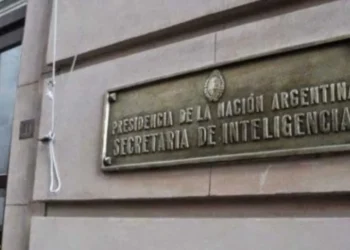 PRESIDENCIA DE LA NACIÓN ARGENTINA
SECRETARIA DE INTELIGENCIA